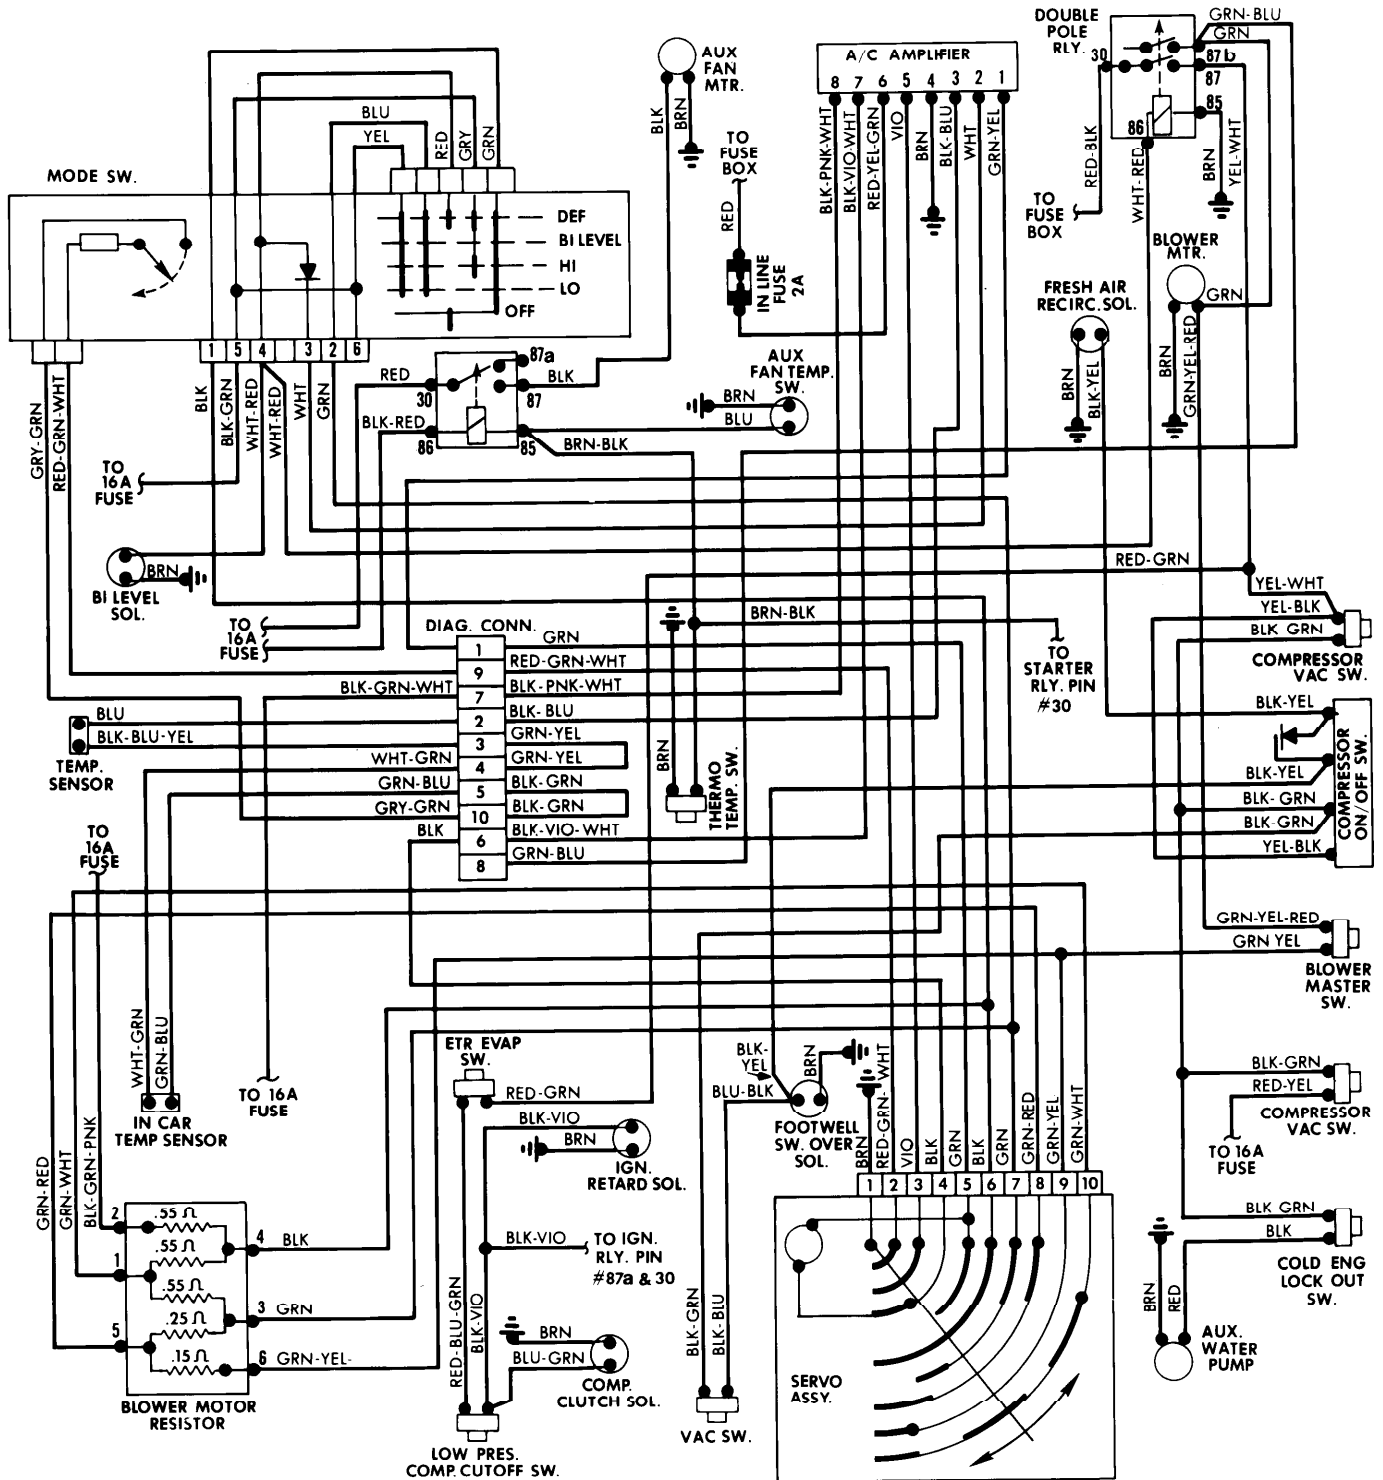 DOUBLE
POLE
RLY.
GRN-BLU
GRN
30
87b
87
85
86
RED-BLK
WHT-RED
BRN
YEL-WHT
TO
FUSE
BOX
AUX
FAN
MTR.
BLK
BRN
TO
FUSE
BOX
RED
IN LINE
FUSE
2A
A/C AMPLIFIER
8 7 6 5 4 3 2 1
BLK-PNK-WHT
BLK-VIO-WHT
RED-YEL-GRN
VIO
BRN
BLK-BLU
WHT
GRN-YEL
BLOWER
MTR.
GRN
BRN
GRN-YEL-RED
FRESH AIR
RECIRC. SOL.
BRN
BLK-YEL
MODE SW.
BLU
YEL
RED
GRY
GRN
DEF
BI LEVEL
HI
LO
OFF
1 5 4 3 2 6
GRY-GRN
RED-GRN-WHT
BLK
BLK-GRN
WHT-RED
WHT-RED
WHT
GRN
RED
30
87a
87
BLK
BLK-RED
86
85
BRN-BLK
AUX
FAN TEMP.
SW.
BRN
BLU
TO
16A
FUSE
BRN
BI LEVEL
SOL.
TO
16A
FUSE
RED-GRN
YEL-WHT
YEL-BLK
BLK GRN
COMPRESSOR
VAC SW.
BRN-BLK
TO
STARTER
RLY. PIN
#30
BRN
THERMO
TEMP. SW.
DIAG. CONN.
1
9
7
2
3
4
5
10
6
8
GRN
RED-GRN-WHT
BLK-PNK-WHT
BLK-BLU
GRN-YEL
GRN-YEL
BLK-GRN
BLK-GRN
BLK-VIO-WHT
GRN-BLU
BLK-GRN-WHT
BLU
BLK-BLU-YEL
WHT-GRN
GRN-BLU
GRY-GRN
BLK
TEMP.
SENSOR
BLK-YEL
BLK-YEL
BLK-GRN
BLK-GRN
YEL-BLK
COMPRESSOR
ON/OFF SW.
TO
16A
FUSE
GRN-YEL-RED
GRN YEL
BLOWER
MASTER
SW.
WHT-GRN
GRN-BLU
IN CAR
TEMP SENSOR
TO 16A
FUSE
ETR EVAP
SW.
RED-GRN
BLK-VIO
BRN
IGN.
RETARD SOL.
BLK-VIO
TO IGN.
RLY. PIN
#87a & 30
BLK-
YEL
BLU-BLK
BRN
FOOTWELL
SW. OVER
SOL.
BLK-GRN
RED-YEL
COMPRESSOR
VAC SW.
TO 16A
FUSE
BLK GRN
BLK
COLD ENG
LOCK OUT
SW.
BRN
RED
AUX.
WATER
PUMP
GRN-RED
GRN-WHT
BLK-GRN-PNK
2
1
5
.55 Ω
.55 Ω
.55 Ω
.25 Ω
.15 Ω
4
BLK
3
GRN
6
GRN-YEL-
BLOWER MOTOR
RESISTOR
RED-BLU-GRN
BLK-VIO
BRN
BLU-GRN
COMP.
CLUTCH SOL.
LOW PRES.
COMP. CUTOFF SW.
BLK-GRN
BLK-BLU
VAC SW.
BRN
RED-GRN-WHT
VIO
BLK
GRN
BLK
GRN
GRN-RED
GRN-YEL-
GRN-WHT
1 2 3 4 5 6 7 8 9 10
SERVO
ASSY.